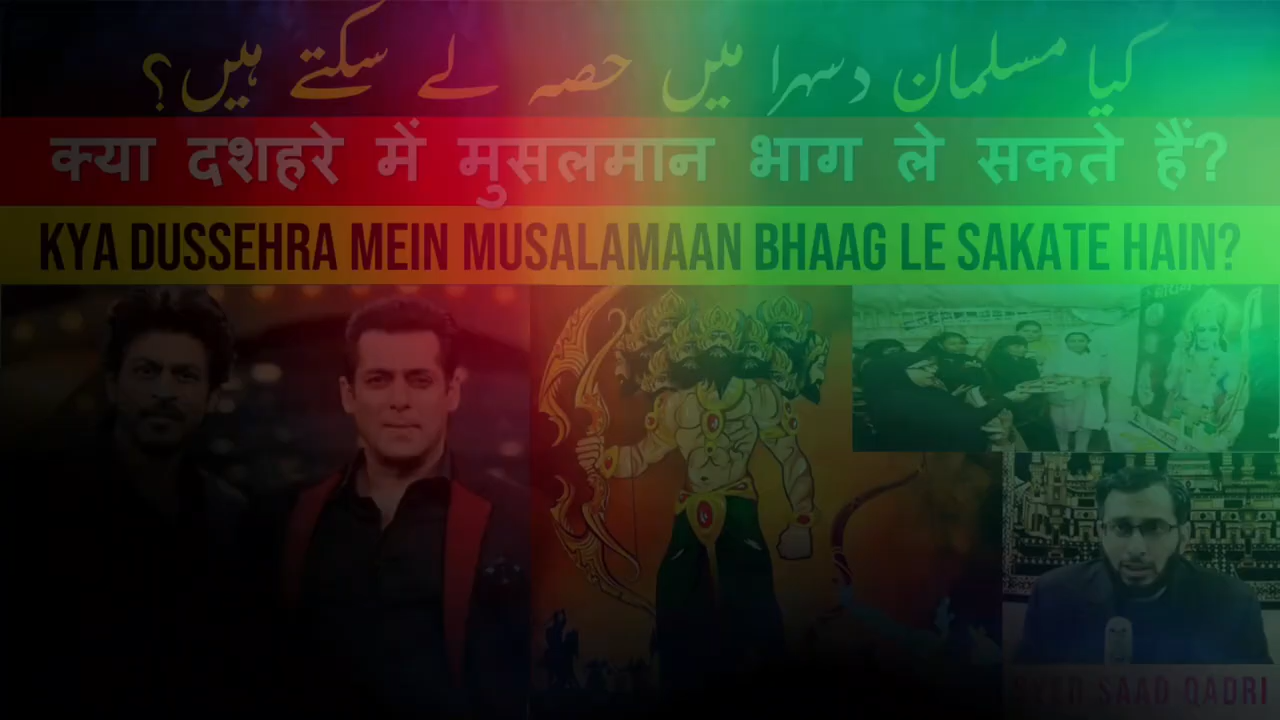 کیا مسلمان دسہرا میں حصہ لے سکتے ہیں؟
क्या दशहरे में मुसलमान भाग ले सकते हैं?
KYA DUSSEHRA MEIN MUSALAMAAN BHAAG LE SAKATE HAIN?
SYED SAAD QADRI